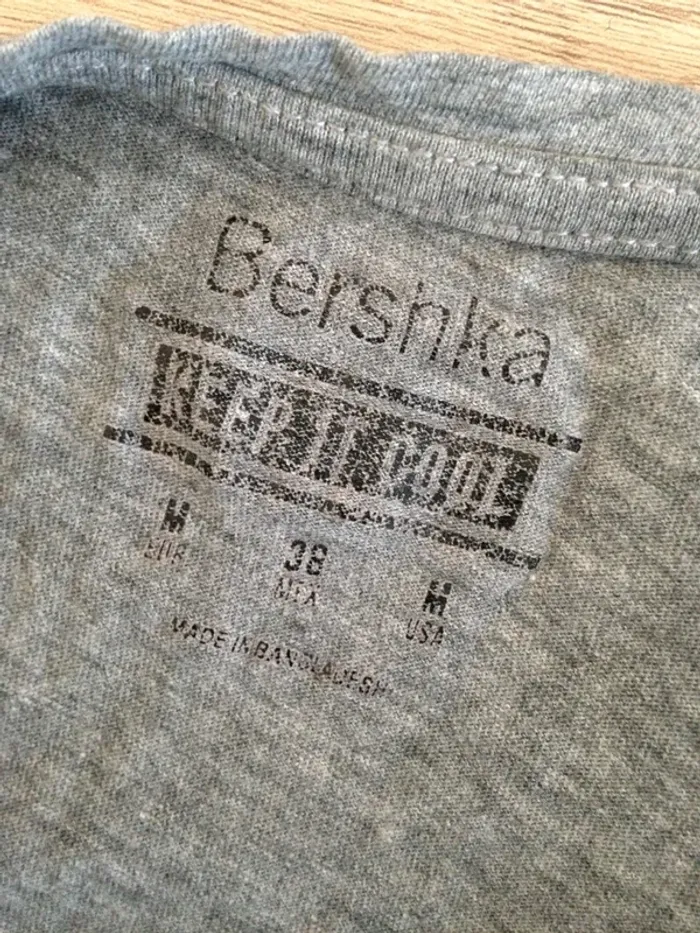 Bershka
KEEP IT COOL
M 38 M
EUR MEX USA
MADE IN BANGLADESH